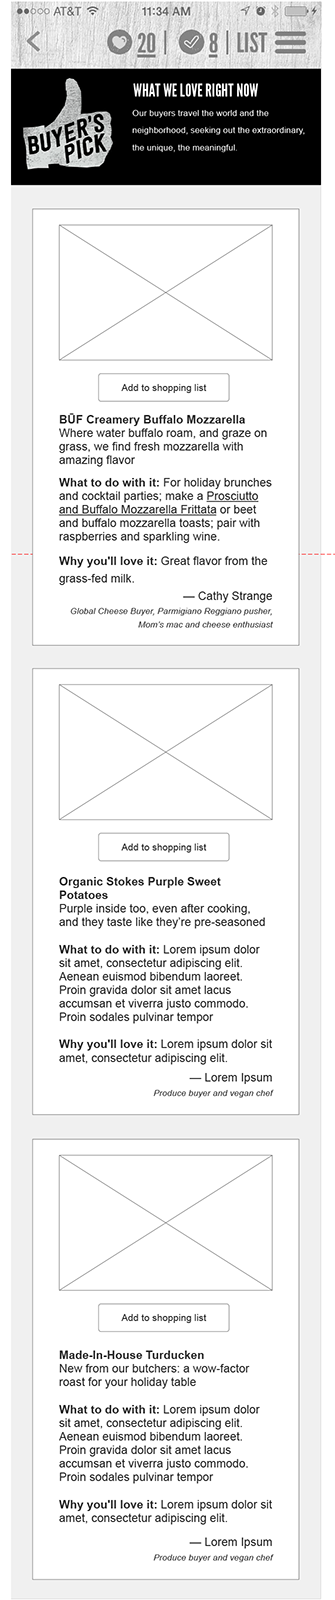 AT&T 11:34 AM
20 | 8 | LIST
BUYER'S
PICK
WHAT WE LOVE RIGHT NOW
Our buyers travel the world and the
neighborhood, seeking out the extraordinary,
the unique, the meaningful.
Add to shopping list
BŪF Creamery Buffalo Mozzarella
Where water buffalo roam, and graze on
grass, we find fresh mozzarella with
amazing flavor
What to do with it: For holiday brunches
and cocktail parties; make a Prosciutto
and Buffalo Mozzarella Frittata or beet
and buffalo mozzarella toasts; pair with
raspberries and sparkling wine.
Why you'll love it: Great flavor from the
grass-fed milk.
— Cathy Strange
Global Cheese Buyer, Parmigiano Reggiano pusher,
Mom's mac and cheese enthusiast
Add to shopping list
Organic Stokes Purple Sweet
Potatoes
Purple inside too, even after cooking,
and they taste like they're pre-seasoned
What to do with it: Lorem ipsum dolor
sit amet, consectetur adipiscing elit.
Aenean euismod bibendum laoreet.
Proin gravida dolor sit amet lacus
accumsan et viverra justo commodo.
Proin sodales pulvinar tempor
Why you'll love it: Lorem ipsum dolor sit
amet, consectetur adipiscing elit.
— Lorem Ipsum
Produce buyer and vegan chef
Add to shopping list
Made-In-House Turducken
New from our butchers: a wow-factor
roast for your holiday table
What to do with it: Lorem ipsum dolor
sit amet, consectetur adipiscing elit.
Aenean euismod bibendum laoreet.
Proin gravida dolor sit amet lacus
accumsan et viverra justo commodo.
Proin sodales pulvinar tempor
Why you'll love it: Lorem ipsum dolor sit
amet, consectetur adipiscing elit.
— Lorem Ipsum
Produce buyer and vegan chef